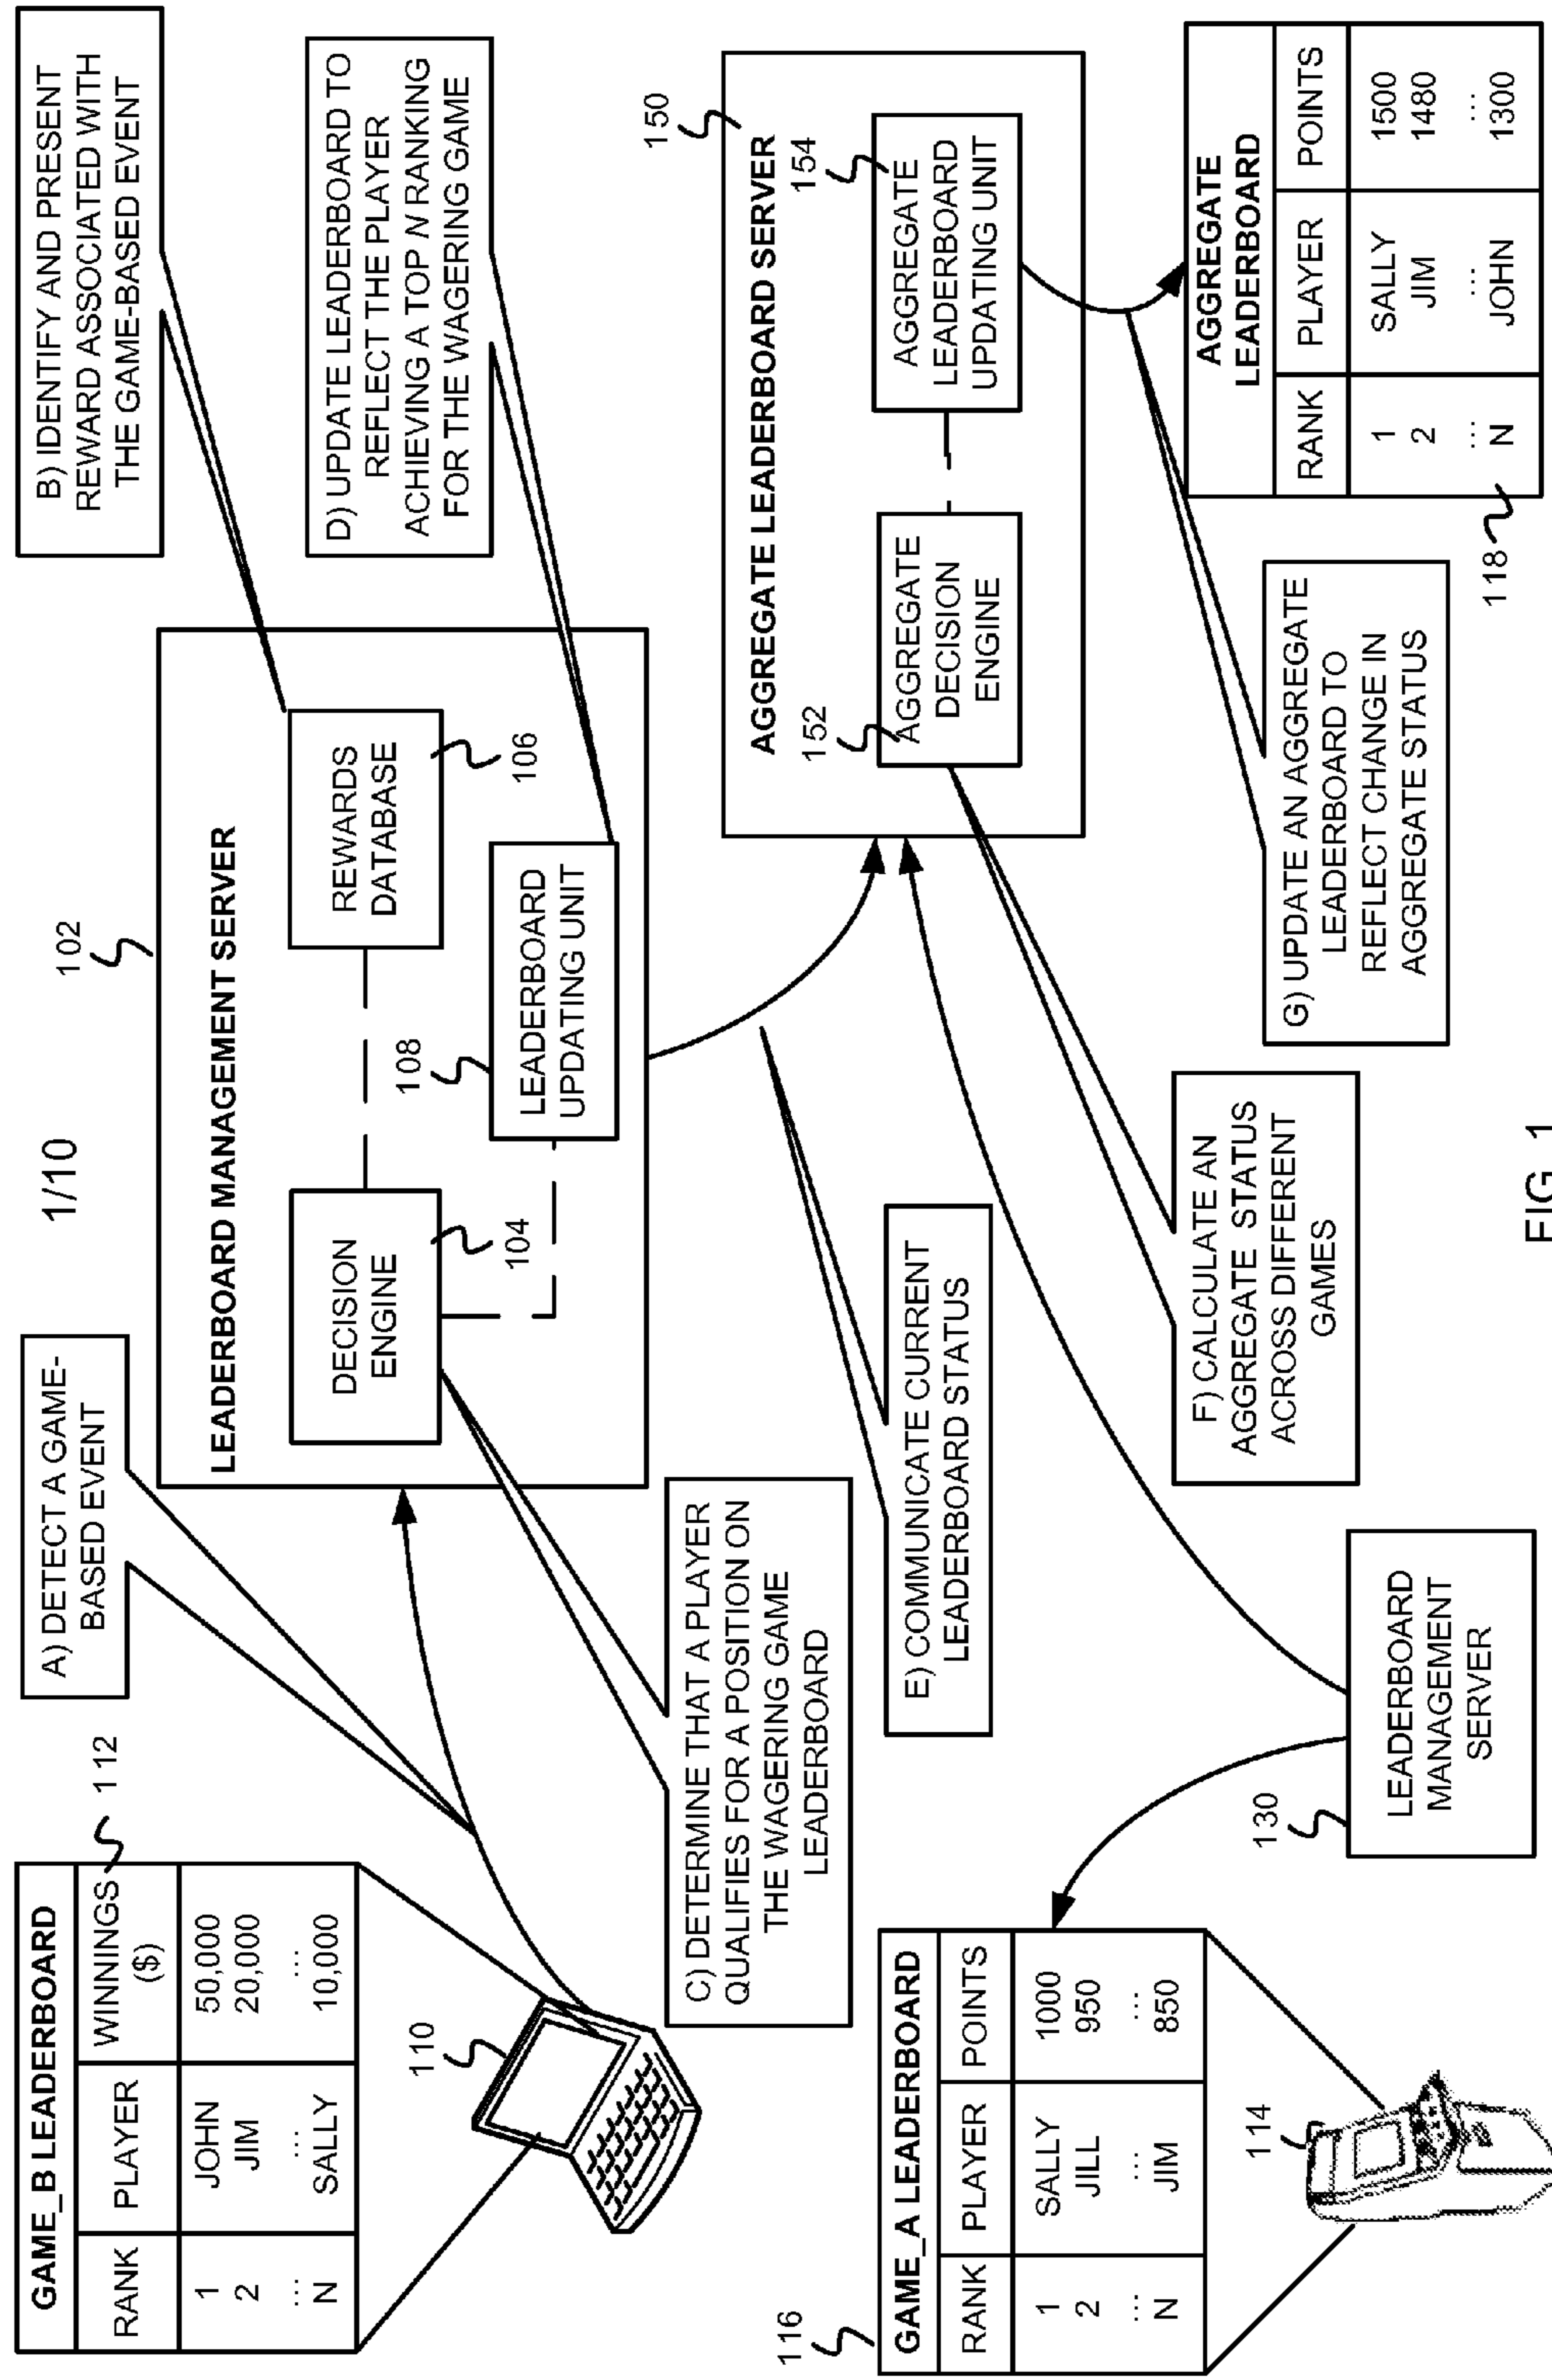 1/10
GAME_B LEADERBOARD
RANK PLAYER WINNINGS ($)
1 JOHN 50,000
2 JIM 20,000
... ... ...
N SALLY 10,000
112
110
A) DETECT A GAME-
BASED EVENT
102
LEADERBOARD MANAGEMENT SERVER
DECISION
ENGINE
104
REWARDS
DATABASE
106
108
LEADERBOARD
UPDATING UNIT
B) IDENTIFY AND PRESENT
REWARD ASSOCIATED WITH
THE GAME-BASED EVENT
D) UPDATE LEADERBOARD TO
REFLECT THE PLAYER
ACHIEVING A TOP N RANKING
FOR THE WAGERING GAME
C) DETERMINE THAT A PLAYER
QUALIFIES FOR A POSITION ON
THE WAGERING GAME
LEADERBOARD
E) COMMUNICATE CURRENT
LEADERBOARD STATUS
150
AGGREGATE LEADERBOARD SERVER
152
AGGREGATE
DECISION
ENGINE
154
AGGREGATE
LEADERBOARD
UPDATING UNIT
116
GAME_A LEADERBOARD
RANK PLAYER POINTS
1 SALLY 1000
2 JILL 950
... ... ...
N JIM 850
114
130
LEADERBOARD
MANAGEMENT
SERVER
F) CALCULATE AN
AGGREGATE STATUS
ACROSS DIFFERENT
GAMES
G) UPDATE AN AGGREGATE
LEADERBOARD TO
REFLECT CHANGE IN
AGGREGATE STATUS
AGGREGATE
LEADERBOARD
RANK PLAYER POINTS
1 SALLY 1500
2 JIM 1480
... ... ...
N JOHN 1300
118
FIG. 1